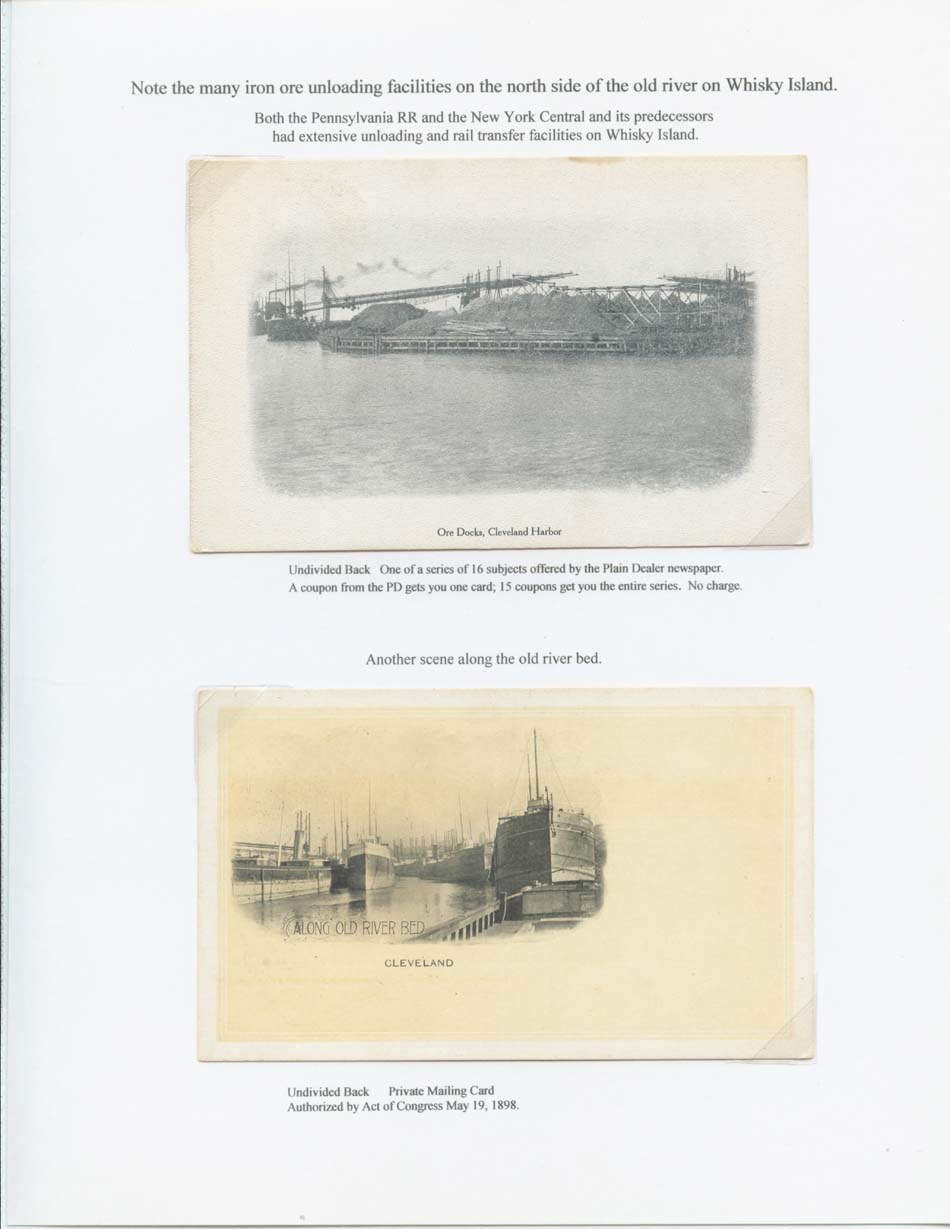 Note the many iron ore unloading facilities on the north side of the old river on Whisky Island.
Both the Pennsylvania RR and the New York Central and its predecessors
had extensive unloading and rail transfer facilities on Whisky Island.
Ore Docks, Cleveland Harbor
Undivided Back One of a series of 16 subjects offered by the Plain Dealer newspaper.
A coupon from the PD gets you one card; 15 coupons get you the entire series. No charge.
Another scene along the old river bed.
ALONG OLD RIVER BED
CLEVELAND
Undivided Back Private Mailing Card
Authorized by Act of Congress May 19, 1898.